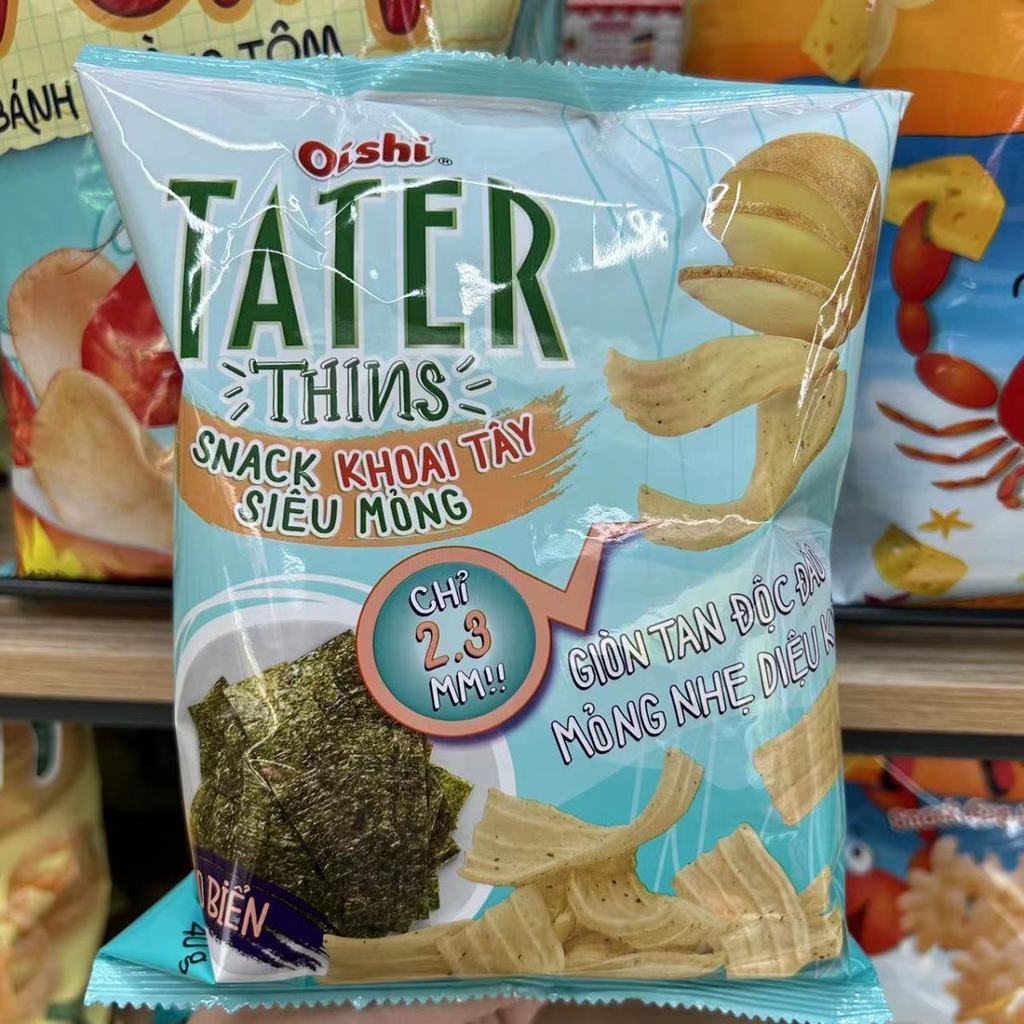 TÔM
BÁNH
Oishi®
TATER
THINS
SNACK KHOAI TÂY
SIÊU MỎNG
CHỈ
2.3
MM!!
GIÒN TAN ĐỘC ĐÁO
MỎNG NHẸ DIỆU K
BIỂN
40g